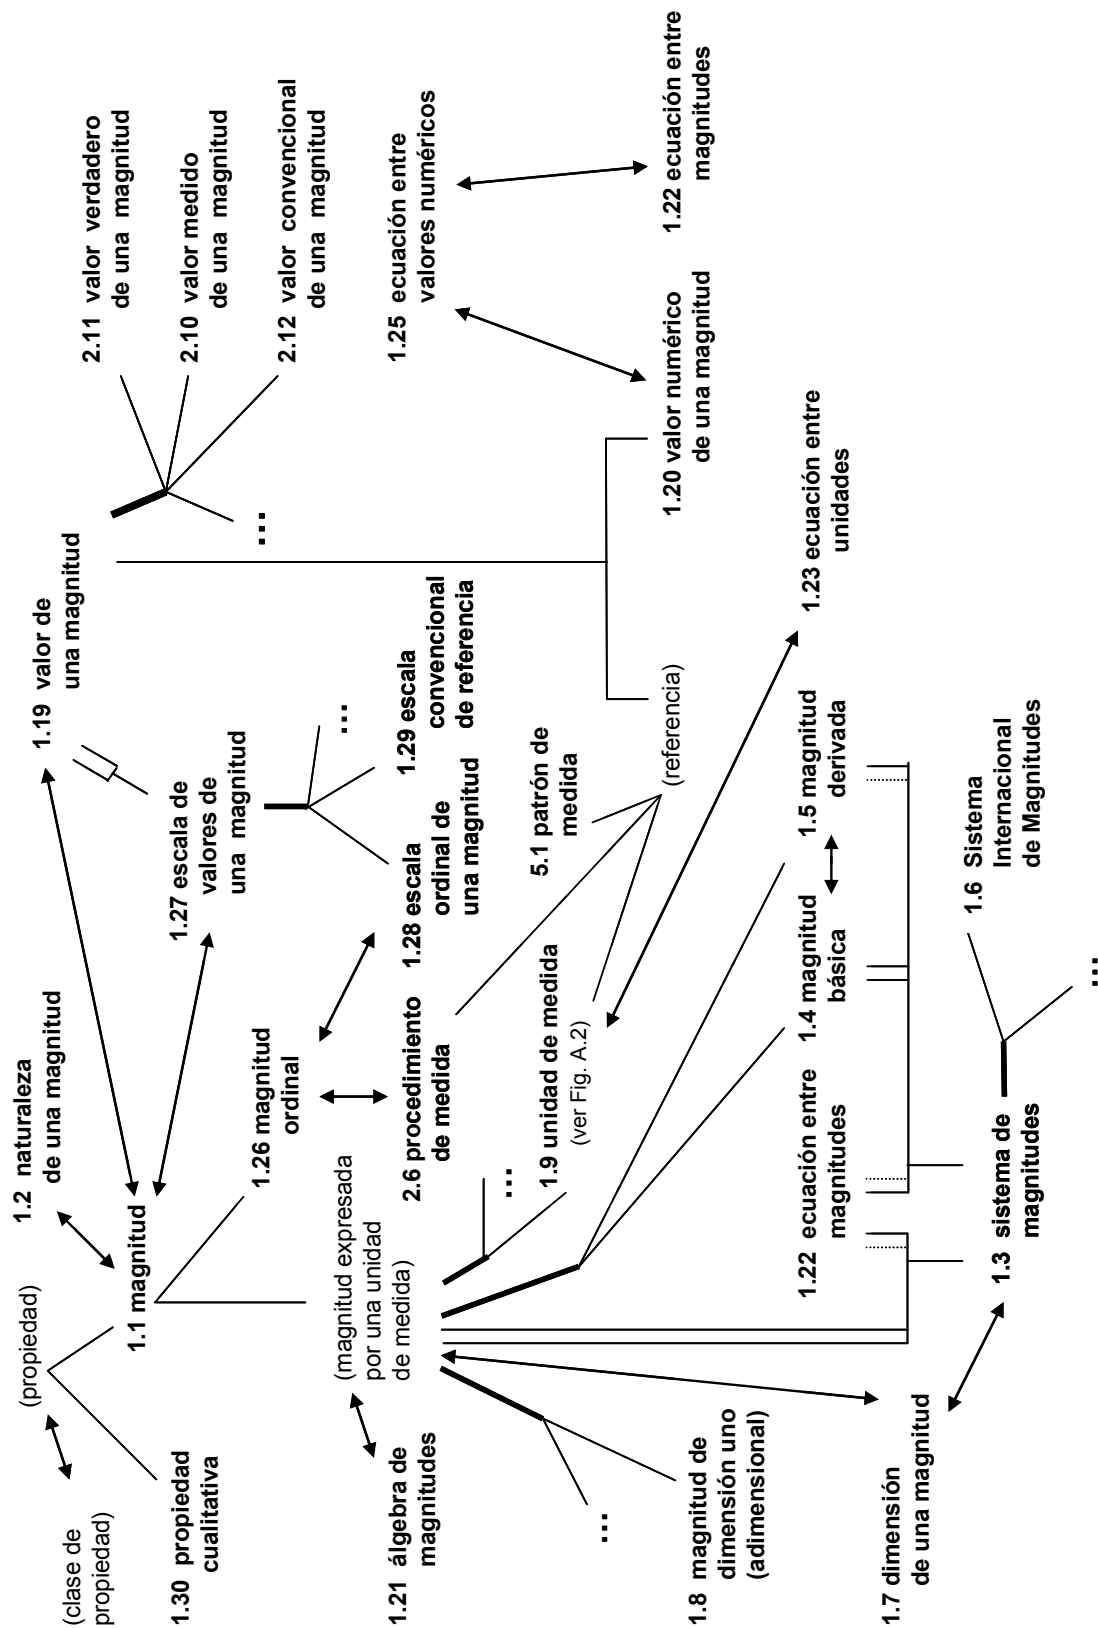 (clase de
propiedad)
(propiedad)
1.2 naturaleza
de una magnitud
1.19 valor de
una magnitud
2.11 valor verdadero
de una magnitud
1.30 propiedad
cualitativa
1.1 magnitud
1.27 escala de
valores de
una magnitud
2.10 valor medido
de una magnitud
...
2.12 valor convencional
de una magnitud
1.26 magnitud
ordinal
...
1.21 álgebra de
magnitudes
(magnitud expresada
por una unidad
de medida)
2.6 procedimiento
de medida
1.28 escala
ordinal de
una magnitud
1.29 escala
convencional
de referencia
1.25 ecuación entre
valores numéricos
...
1.9 unidad de medida
(ver Fig. A.2)
5.1 patrón de
medida
...
1.8 magnitud de
dimensión uno
(adimensional)
(referencia)
1.20 valor numérico
de una magnitud
1.22 ecuación entre
magnitudes
1.22 ecuación entre
magnitudes
1.4 magnitud
básica
1.5 magnitud
derivada
1.23 ecuación entre
unidades
1.7 dimensión
de una magnitud
1.3 sistema de
magnitudes
1.6 Sistema
Internacional
de Magnitudes
...